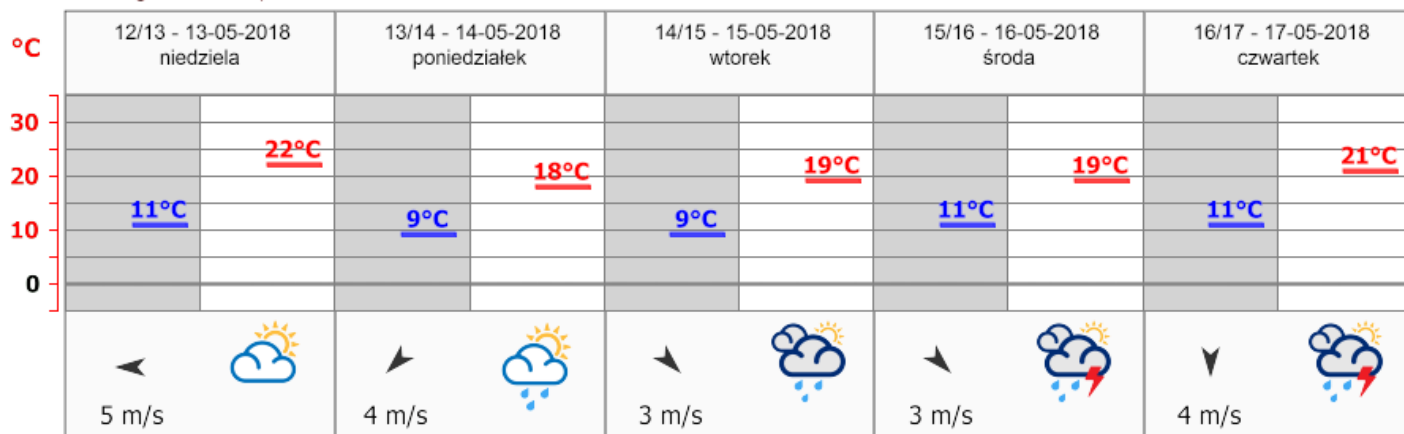 °C
12/13 - 13-05-2018
niedziela
13/14 - 14-05-2018
poniedziałek
14/15 - 15-05-2018
wtorek
15/16 - 16-05-2018
środa
16/17 - 17-05-2018
czwartek
30
20
10
0
11°C
22°C
9°C
18°C
9°C
19°C
11°C
19°C
11°C
21°C
5 m/s
4 m/s
3 m/s
3 m/s
4 m/s